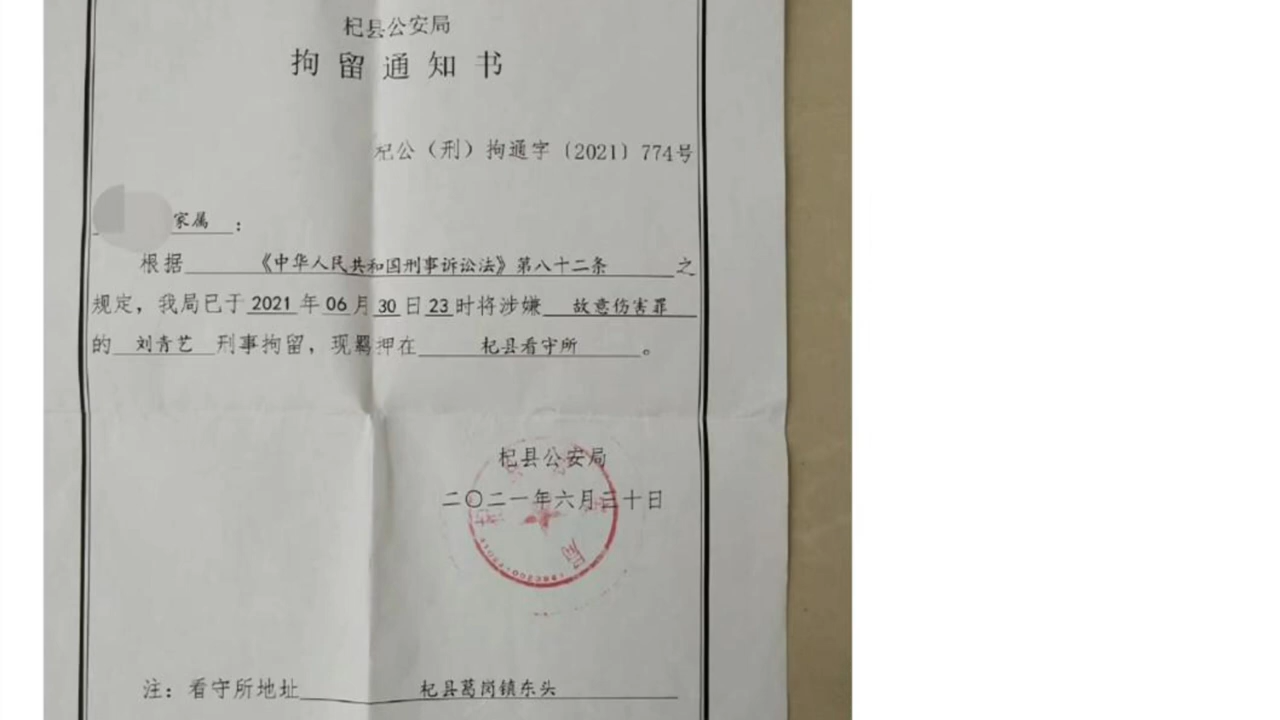 杞县公安局
拘留通知书
杞公（刑）拘通字〔2021〕774号
家属：
根据《中华人民共和国刑事诉讼法》第八十二条之
规定，我局已于2021年06月30日23时将涉嫌故意伤害罪
的刘青艺刑事拘留，现羁押在杞县看守所。
杞县公安局
二〇二一年六月三十日
注：看守所地址杞县葛岗镇东头